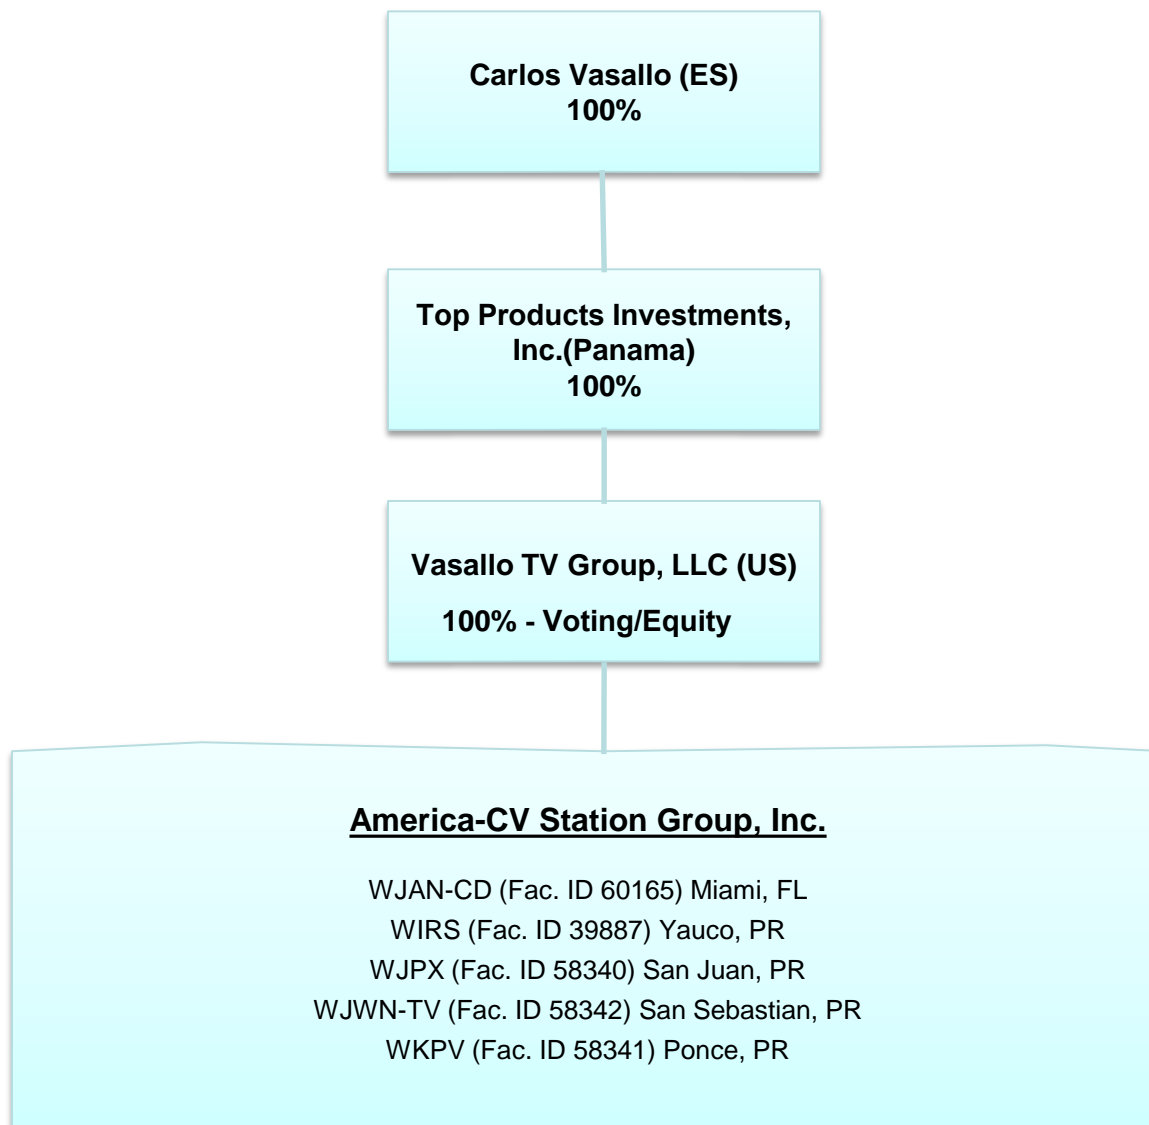 Carlos Vasallo (ES)
100%
Top Products Investments,
Inc.(Panama)
100%
Vasallo TV Group, LLC (US)
100% - Voting/Equity
America-CV Station Group, Inc.
WJAN-CD (Fac. ID 60165) Miami, FL
WIRS (Fac. ID 39887) Yauco, PR
WJPX (Fac. ID 58340) San Juan, PR
WJWN-TV (Fac. ID 58342) San Sebastian, PR
WKPV (Fac. ID 58341) Ponce, PR